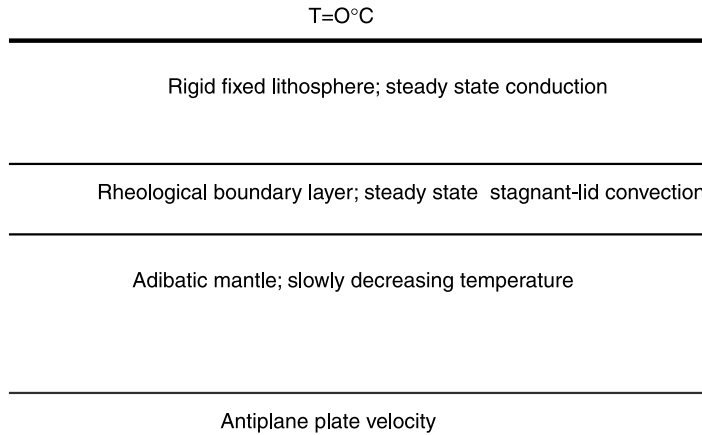 T=O°C
Rigid fixed lithosphere; steady state conduction
Rheological boundary layer; steady state stagnant-lid convection
Adibatic mantle; slowly decreasing temperature
Antiplane plate velocity